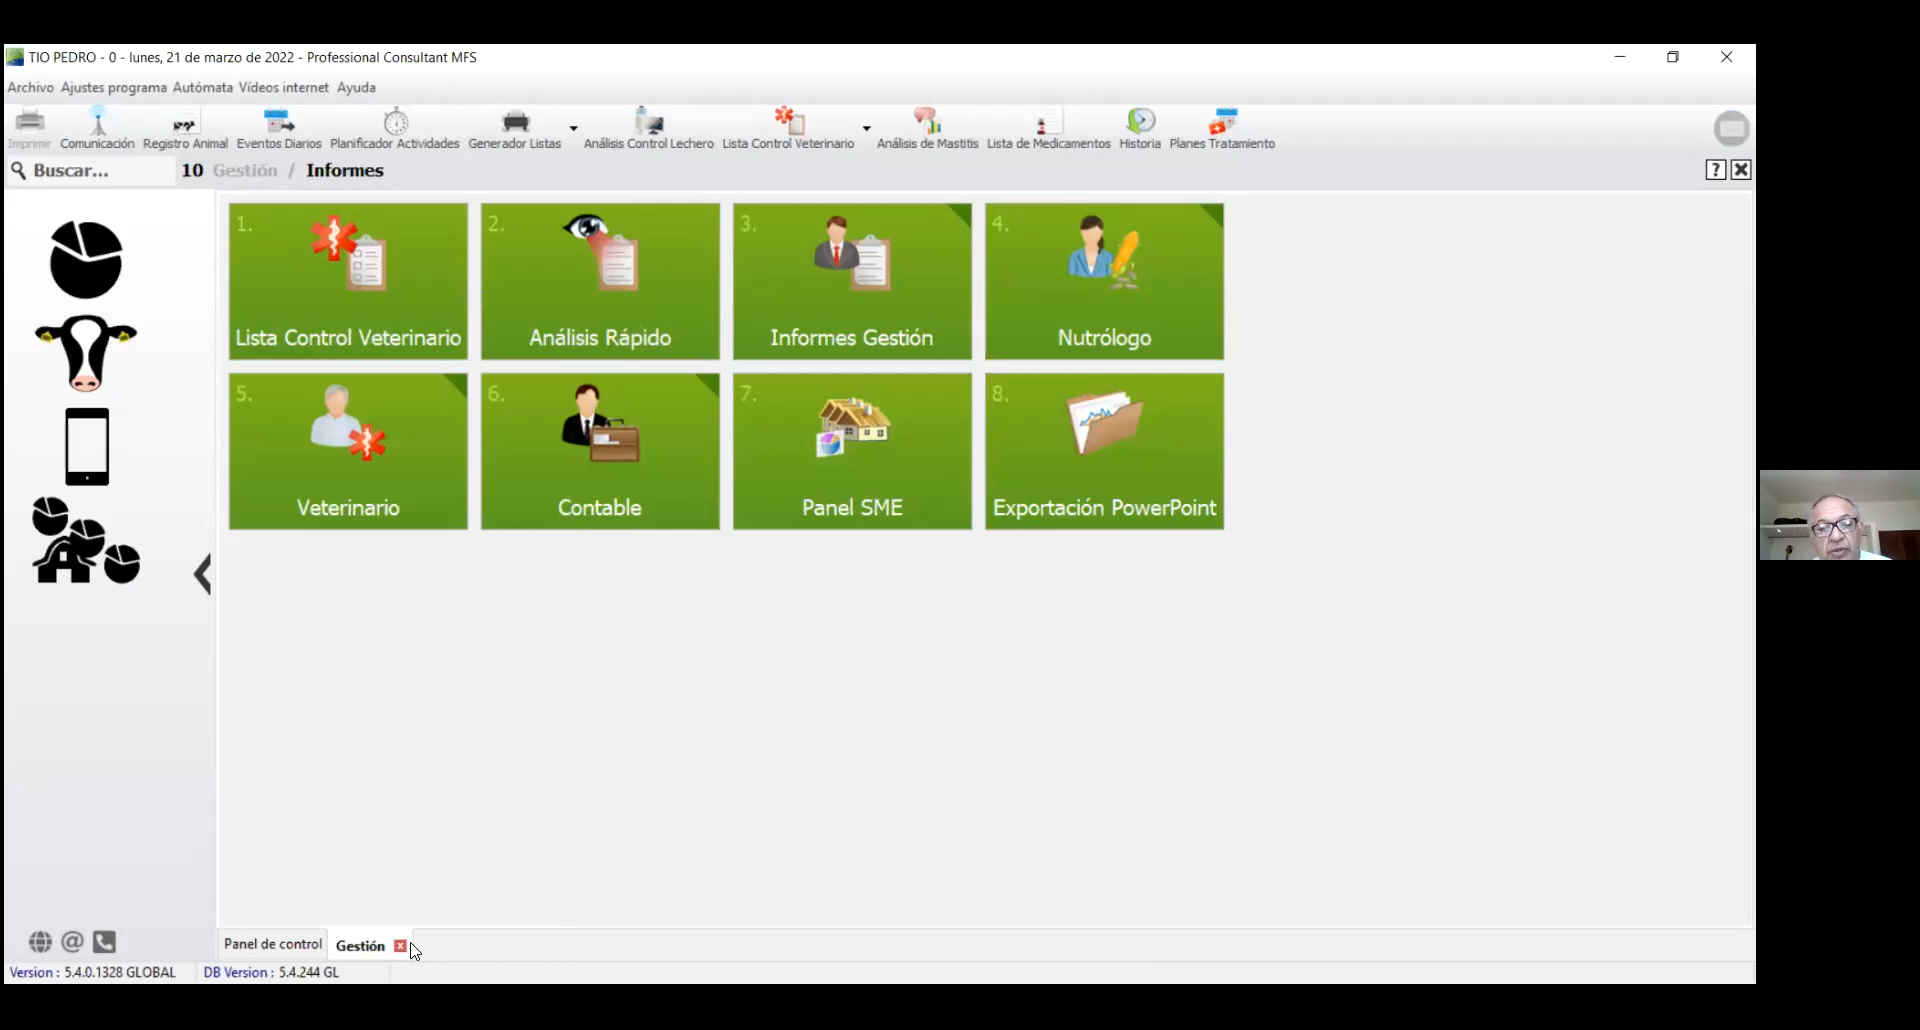 TIO PEDRO - 0 - lunes, 21 de marzo de 2022 - Professional Consultant MFS
Archivo Ajustes programa Autómata Vídeos internet Ayuda
Imprimir Comunicación Registro Animal Eventos Diarios Planificador Actividades Generador Listas Análisis Control Lechero Lista Control Veterinario Análisis de Mastitis Lista de Medicamentos Historia Planes Tratamiento
Buscar... 10 Gestión / Informes ?
1. 2. 3. 4.
Lista Control Veterinario Análisis Rápido Informes Gestión Nutrólogo
5. 6. 7. 8.
Veterinario Contable Panel SME Exportación PowerPoint
@
Panel de control Gestión x
Version : 5.4.0.1328 GLOBAL DB Version : 5.4.244 GL